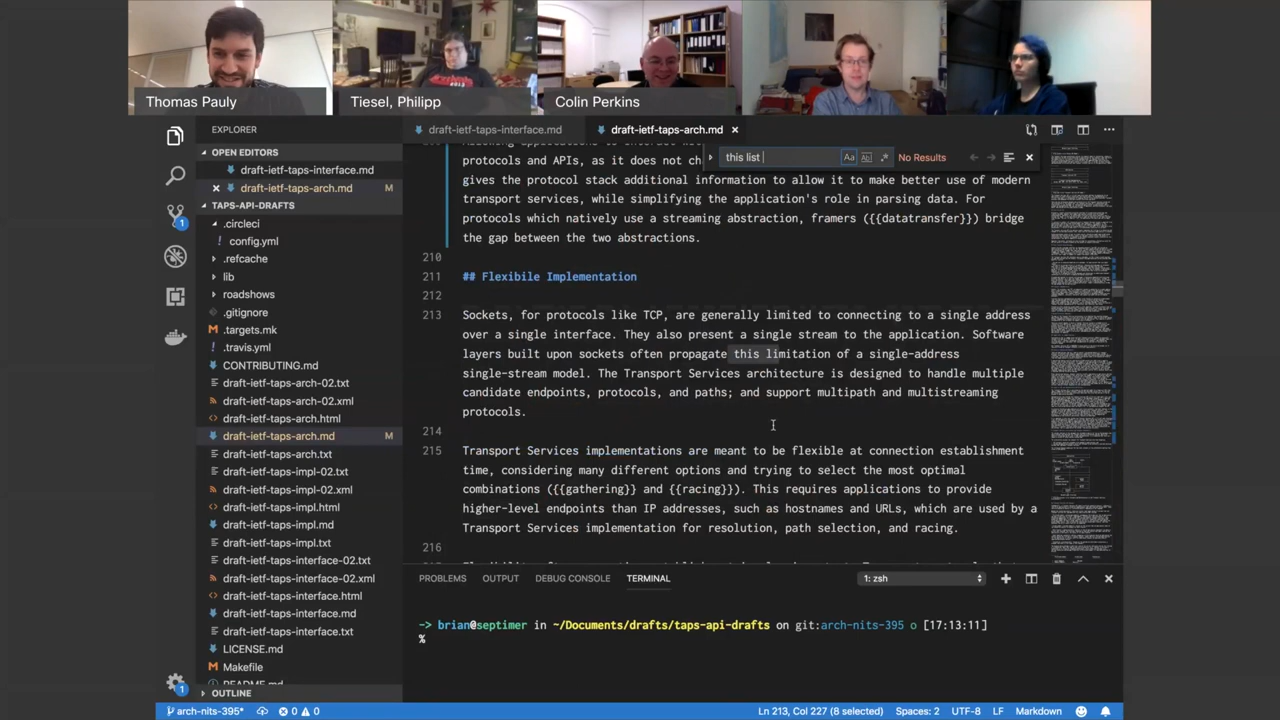 Thomas Pauly
Tiesel, Philipp
Colin Perkins
EXPLORER
OPEN EDITORS
draft-ietf-taps-interface.md
draft-ietf-taps-arch.md M
TAPS-API-DRAFTS
.circleci
config.yml
.refcache
lib
roadshows
.gitignore
.targets.mk
.travis.yml
CONTRIBUTING.md
draft-ietf-taps-arch-02.txt
draft-ietf-taps-arch-02.xml
draft-ietf-taps-arch.html
draft-ietf-taps-arch.md M
draft-ietf-taps-arch.txt
draft-ietf-taps-impl-02.txt
draft-ietf-taps-impl-02.xml
draft-ietf-taps-impl.html
draft-ietf-taps-impl.md
draft-ietf-taps-impl.txt
draft-ietf-taps-interface-02
draft-ietf-taps-interface-02.xml
draft-ietf-taps-interface.html
draft-ietf-taps-interface.md
draft-ietf-taps-interface.txt
LICENSE.md
Makefile
README.md
OUTLINE
1
1
draft-ietf-taps-interface.md
draft-ietf-taps-arch.md
this list
Aa
No Results
protocols and APIs, as it does not ch
gives the protocol stack additional information to allow it to make better use of modern
transport services, while simplifying the application's role in parsing data. For
protocols which natively use a streaming abstraction, framers ({{datatransfer}}) bridge
the gap between the two abstractions.
210
211 ## Flexibile Implementation
212
213 Sockets, for protocols like TCP, are generally limited to connecting to a single address
over a single interface. They also present a single stream to the application. Software
layers built upon sockets often propagate this limitation of a single-address
single-stream model. The Transport Services architecture is designed to handle multiple
candidate endpoints, protocols, and paths; and support multipath and multistreaming
protocols.
214
215 Transport Services implementations are meant to be flexible at connection establishment
time, considering many different options and trying to select the most optimal
combinations ({{gathering}} and {{racing}}). This requires applications to provide
higher-level endpoints than IP addresses, such as hostnames and URLs, which are used by a
Transport Services implementation for resolution, path selection, and racing.
216
PROBLEMS OUTPUT DEBUG CONSOLE TERMINAL 1: zsh
-> brian@septimer in ~/Documents/drafts/taps-api-drafts on git:arch-nits-395 o [17:13:11]
%
arch-nits-395* 0 0 Ln 213, Col 227 (8 selected) Spaces: 2 UTF-8 LF Markdown